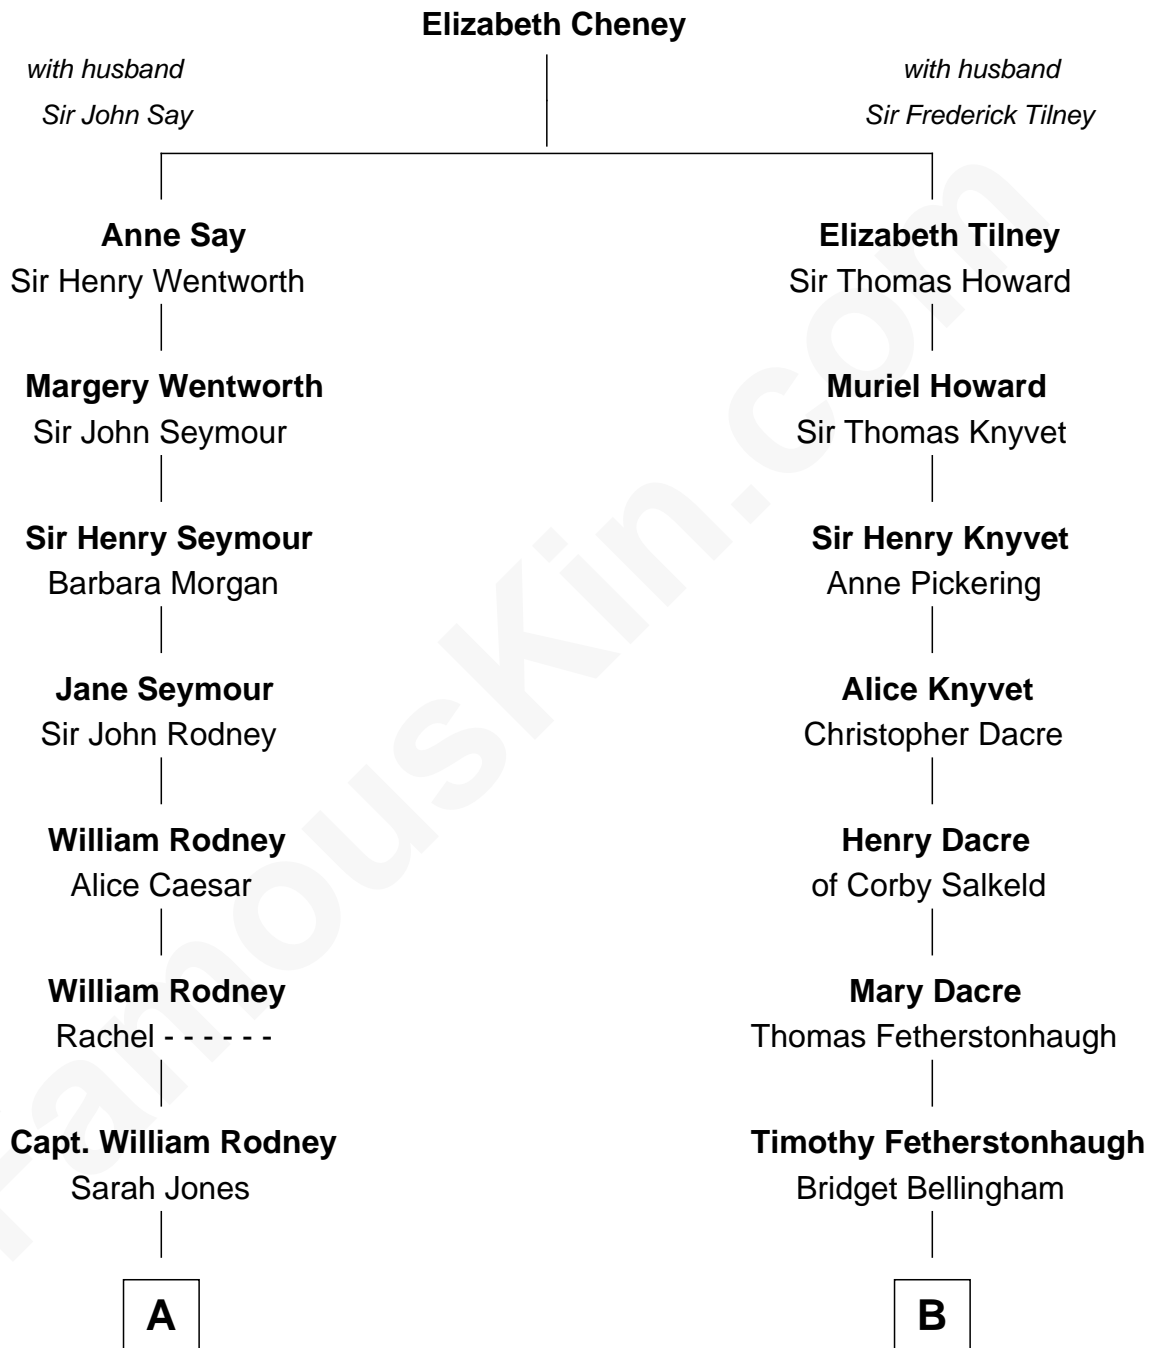 Elizabeth Cheney
with husband
Sir John Say
with husband
Sir Frederick Tilney
Anne Say
Sir Henry Wentworth
Elizabeth Tilney
Sir Thomas Howard
Margery Wentworth
Sir John Seymour
Muriel Howard
Sir Thomas Knyvet
Sir Henry Seymour
Barbara Morgan
Sir Henry Knyvet
Anne Pickering
Jane Seymour
Sir John Rodney
Alice Knyvet
Christopher Dacre
William Rodney
Alice Caesar
Henry Dacre
of Corby Salkeld
William Rodney
Rachel - - - - - -
Mary Dacre
Thomas Fetherstonhaugh
Capt. William Rodney
Sarah Jones
Timothy Fetherstonhaugh
Bridget Bellingham
A
B
FamousKin.com